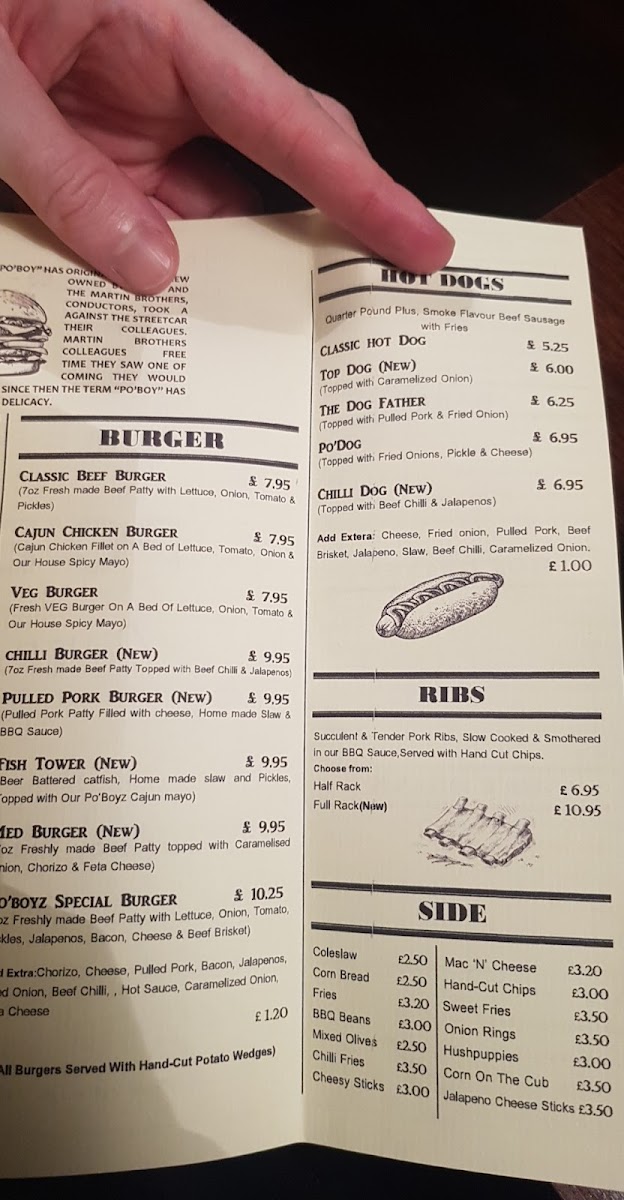 PO'BOY" HAS
OWNED
THE MARTIN BROTHERS, AND
CONDUCTORS, TOOK A
AGAINST THE STREETCAR
THEIR COLLEAGUES.
MARTIN BROTHERS
COLLEAGUES FREE
TIME THEY SAW ONE OF
COMING THEY WOULD
SINCE THEN THE TERM "PO'BOY" HAS
DELICACY.
BURGER
CLASSIC BEEF BURGER £ 7.95
(7oz Fresh made Beef Patty with Lettuce, Onion, Tomato &
Pickles)
CAJUN CHICKEN BURGER £ 7.95
(Cajun Chicken Fillet on A Bed of Lettuce, Tomato, Onion &
Our House Spicy Mayo)
VEG BURGER £ 7.95
(Fresh VEG Burger On A Bed Of Lettuce, Onion, Tomato &
Our House Spicy Mayo)
CHILLI BURGER (NEW) £ 9.95
(7oz Fresh made Beef Patty Topped with Beef Chilli & Jalapenos)
PULLED PORK BURGER (NEW) £ 9.95
(Pulled Pork Patty Filled with cheese, Home made Slaw &
BBQ Sauce)
FISH TOWER (NEW) £ 9.95
Beer Battered catfish, Home made slaw and Pickles,
opped with Our Po'Boyz Cajun mayo)
MED BURGER (NEW) £ 9.95
oz Freshly made Beef Patty topped with Caramelised
nion, Chorizo & Feta Cheese)
O'BOYZ SPECIAL BURGER £ 10.25
oz Freshly made Beef Patty with Lettuce, Onion, Tomato,
ckles, Jalapenos, Bacon, Cheese & Beef Brisket)
d Extra:Chorizo, Cheese, Pulled Pork, Bacon, Jalapenos,
ed Onion, Beef Chilli, , Hot Sauce, Caramelized Onion,
a Cheese £ 1.20
All Burgers Served With Hand-Cut Potato Wedges)
HOT DOGS
Quarter Pound Plus, Smoke Flavour Beef Sausage
with Fries
CLASSIC HOT DOG £ 5.25
TOP DOG (NEW) £ 6.00
(Topped with Caramelized Onion)
THE DOG FATHER £ 6.25
(Topped with Pulled Pork & Fried Onion)
PO'DOG £ 6.95
(Topped with Fried Onions, Pickle & Cheese)
CHILLI DOG (NEW) £ 6.95
(Topped with Beef Chilli & Jalapenos)
Add Extera: Cheese, Fried onion, Pulled Pork, Beef
Brisket, Jalapeno, Slaw, Beef Chilli, Caramelized Onion.
£ 1.00
RIBS
Succulent & Tender Pork Ribs, Slow Cooked & Smothered
in our BBQ Sauce,Served with Hand Cut Chips.
Choose from:
Half Rack £ 6.95
Full Rack(New) £ 10.95
SIDE
Coleslaw £2.50
Corn Bread £2.50
Fries £3.20
BBQ Beans £3.00
Mixed Olives £2.50
Chilli Fries £3.50
Cheesy Sticks £3.00
Mac 'N' Cheese £3.20
Hand-Cut Chips £3.00
Sweet Fries £3.50
Onion Rings £3.50
Hushpuppies £3.00
Corn On The Cub £3.50
Jalapeno Cheese Sticks £3.50